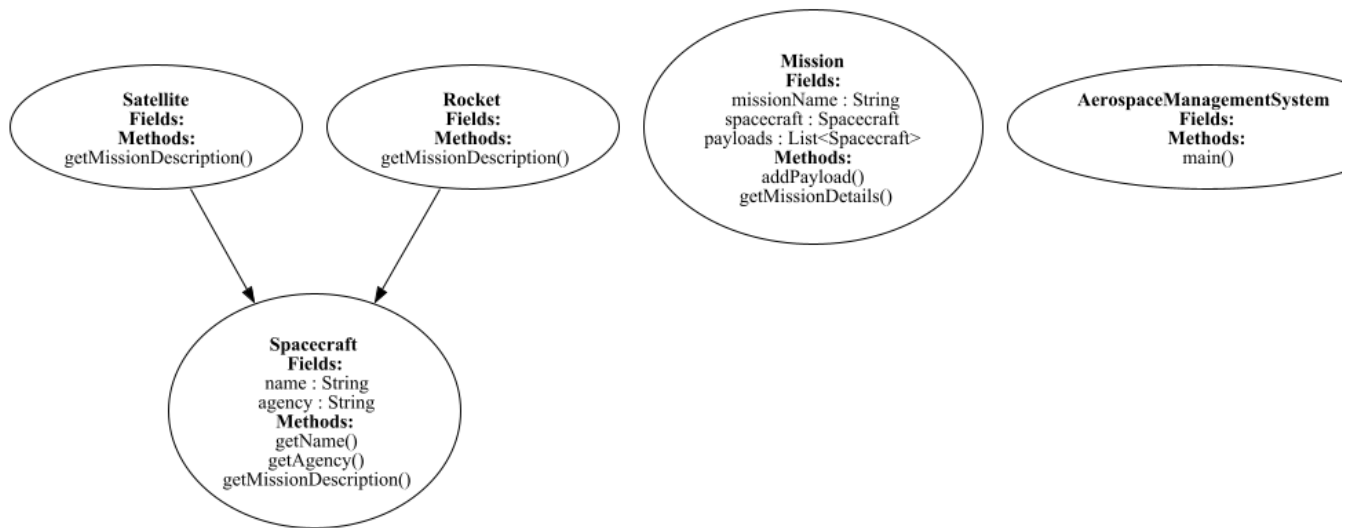 Satellite
Fields:
Methods:
getMissionDescription()
Rocket
Fields:
Methods:
getMissionDescription()
Mission
Fields:
missionName : String
spacecraft : Spacecraft
payloads : List<Spacecraft>
Methods:
addPayload()
getMissionDetails()
AerospaceManagementSystem
Fields:
Methods:
main()
Spacecraft
Fields:
name : String
agency : String
Methods:
getName()
getAgency()
getMissionDescription()